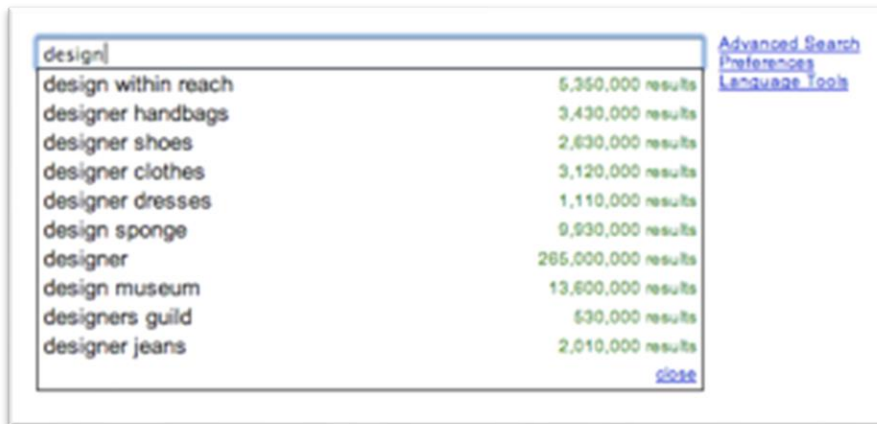 design
Advanced Search
Preferences
Language Tools
design within reach 5,350,000 results
designer handbags 3,430,000 results
designer shoes 2,630,000 results
designer clothes 3,120,000 results
designer dresses 1,110,000 results
design sponge 9,930,000 results
designer 265,000,000 results
design museum 13,600,000 results
designers guild 530,000 results
designer jeans 2,010,000 results
close